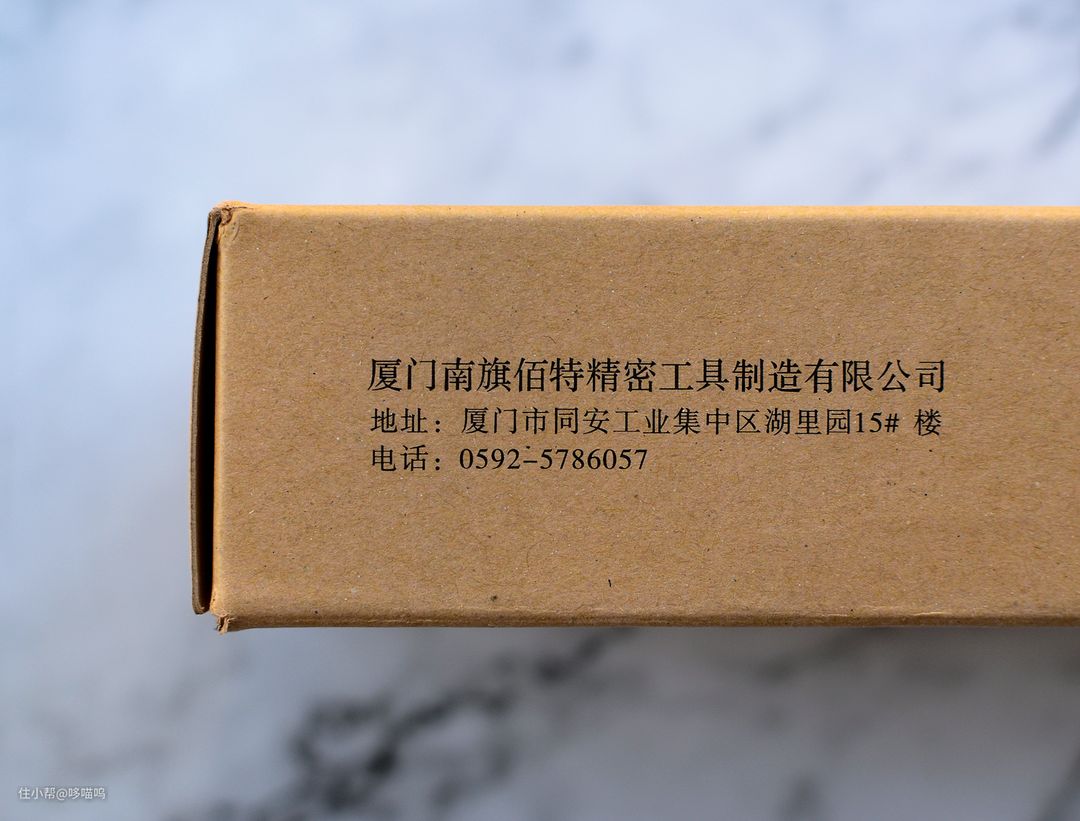 厦门南旗佰特精密工具制造有限公司
地址：厦门市同安工业集中区湖里园15# 楼
电话：0592-5786057
住小帮@哆喵呜